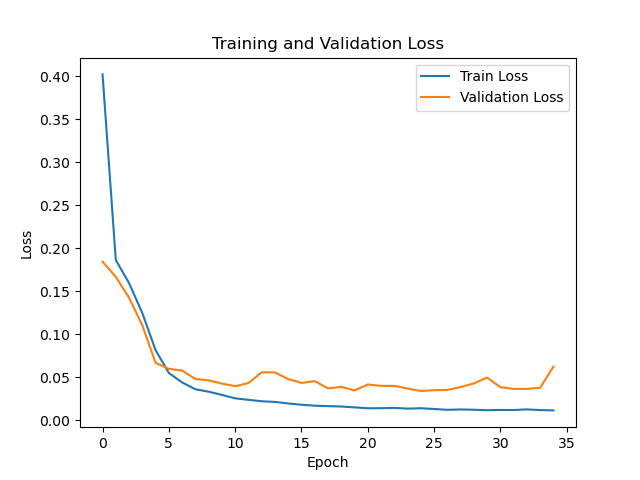 Training and Validation Loss
Train Loss
Validation Loss
0.40
0.35
0.30
0.25
0.20
0.15
0.10
0.05
0.00
Loss
0 5 10 15 20 25 30 35
Epoch